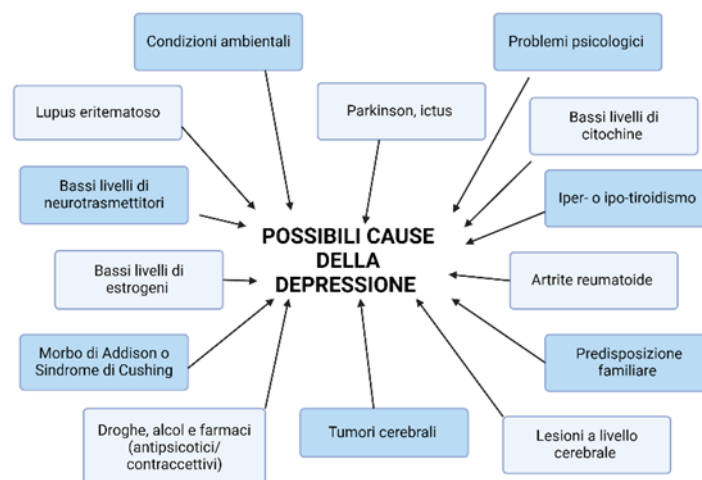 Condizioni ambientali
Problemi psicologici
Lupus eritematoso
Parkinson, ictus
Bassi livelli di
citochine
Bassi livelli di
neurotrasmettitori
Iper- o ipo-tiroidismo
POSSIBILI CAUSE
DELLA
DEPRESSIONE
Bassi livelli di
estrogeni
Artrite reumatoide
Morbo di Addison o
Sindrome di Cushing
Predisposizione
familiare
Droghe, alcol e farmaci
(antipsicotici/
contraccettivi)
Tumori cerebrali
Lesioni a livello
cerebrale